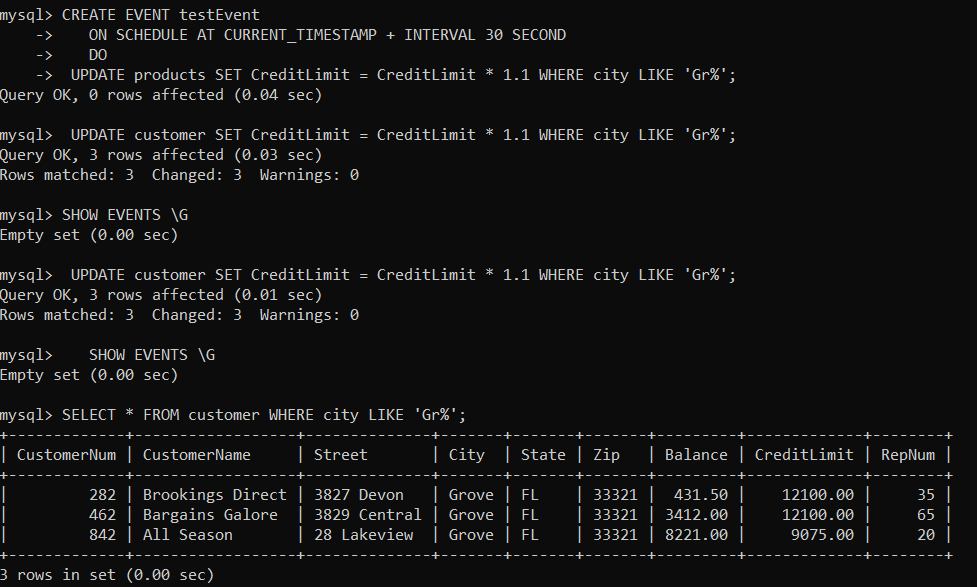 mysql> CREATE EVENT testEvent
    ->    ON SCHEDULE AT CURRENT_TIMESTAMP + INTERVAL 30 SECOND
    ->    DO
    ->  UPDATE products SET CreditLimit = CreditLimit * 1.1 WHERE city LIKE 'Gr%';
Query OK, 0 rows affected (0.04 sec)

mysql>  UPDATE customer SET CreditLimit = CreditLimit * 1.1 WHERE city LIKE 'Gr%';
Query OK, 3 rows affected (0.03 sec)
Rows matched: 3  Changed: 3  Warnings: 0

mysql> SHOW EVENTS \G
Empty set (0.00 sec)

mysql>  UPDATE customer SET CreditLimit = CreditLimit * 1.1 WHERE city LIKE 'Gr%';
Query OK, 3 rows affected (0.01 sec)
Rows matched: 3  Changed: 3  Warnings: 0

mysql>    SHOW EVENTS \G
Empty set (0.00 sec)

mysql> SELECT * FROM customer WHERE city LIKE 'Gr%';
+-------------+------------------+--------------+-------+-------+-------+---------+-------------+--------+
| CustomerNum | CustomerName     | Street       | City  | State | Zip   | Balance | CreditLimit | RepNum |
+-------------+------------------+--------------+-------+-------+-------+---------+-------------+--------+
|         282 | Brookings Direct | 3827 Devon   | Grove | FL    | 33321 |  431.50 |    12100.00 |     35 |
|         462 | Bargains Galore  | 3829 Central | Grove | FL    | 33321 | 3412.00 |    12100.00 |     65 |
|         842 | All Season       | 28 Lakeview  | Grove | FL    | 33321 | 8221.00 |     9075.00 |     20 |
+-------------+------------------+--------------+-------+-------+-------+---------+-------------+--------+
3 rows in set (0.00 sec)